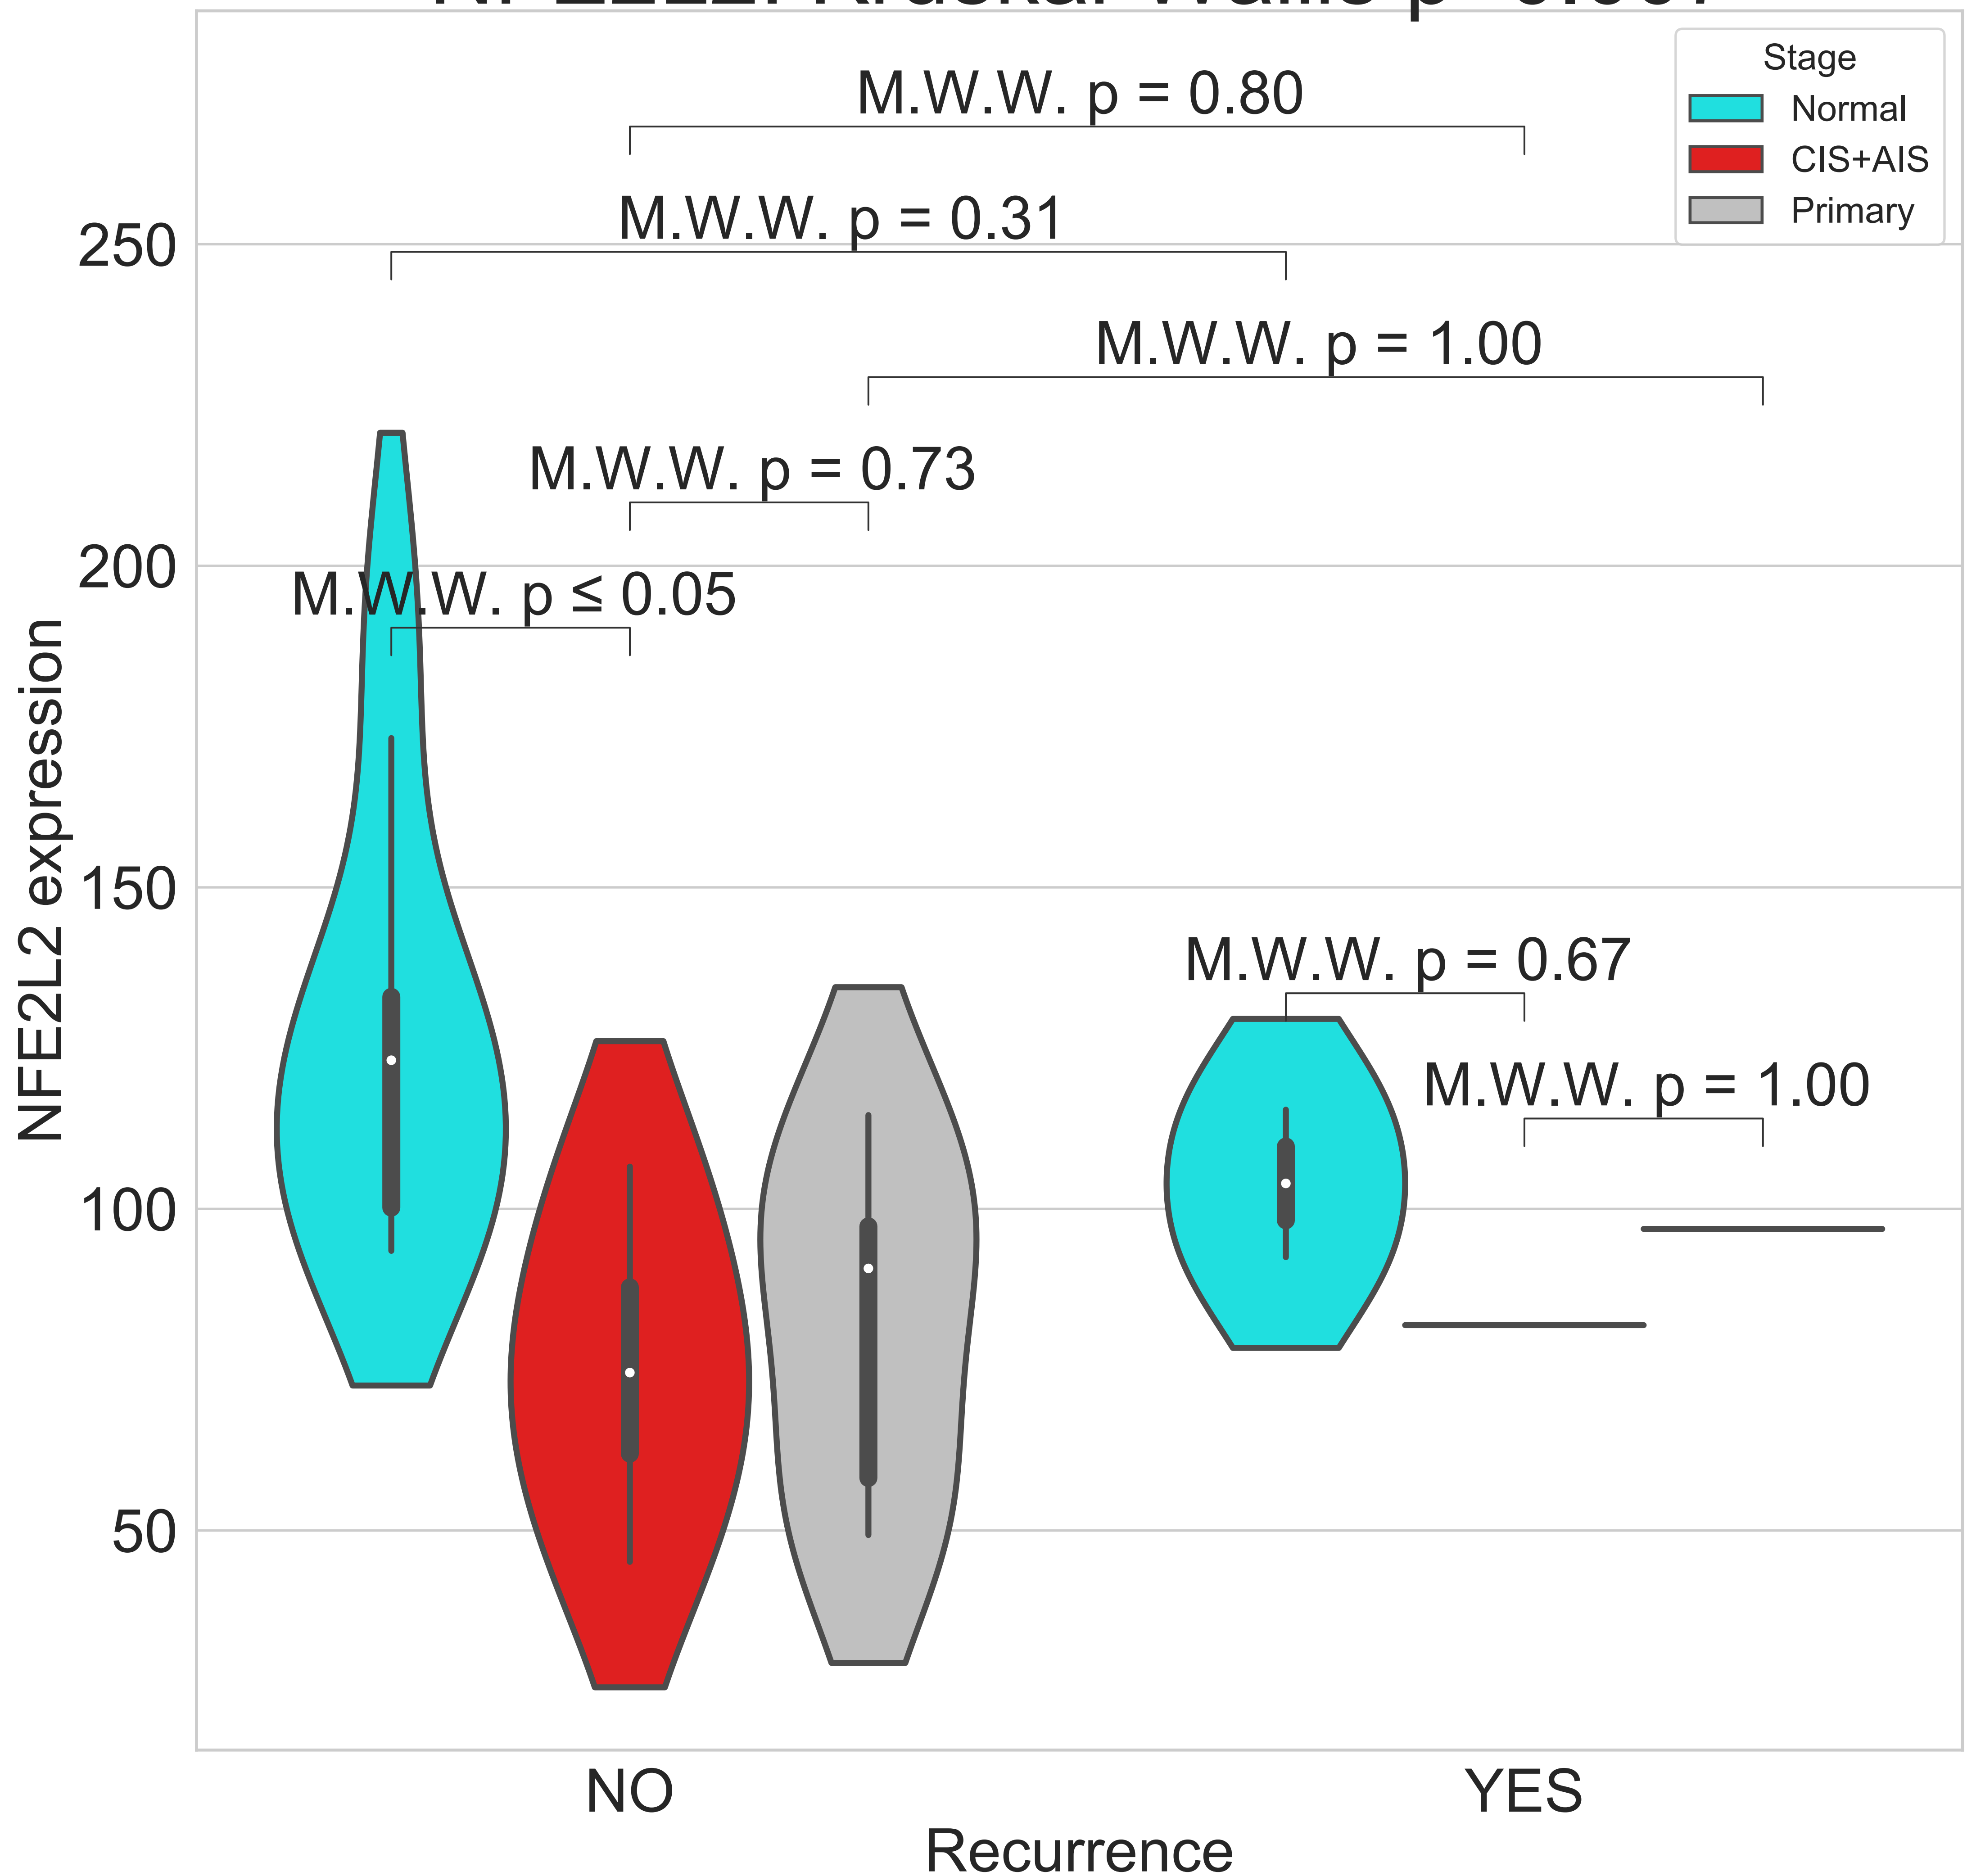 Stage
Normal
CIS+AIS
Primary
M.W.W. p = 0.80
M.W.W. p = 0.31
M.W.W. p = 1.00
M.W.W. p = 0.73
M.W.W. p ≤ 0.05
M.W.W. p = 0.67
M.W.W. p = 1.00
250
200
150
100
50
NFE2L2 expression
NO
YES
Recurrence